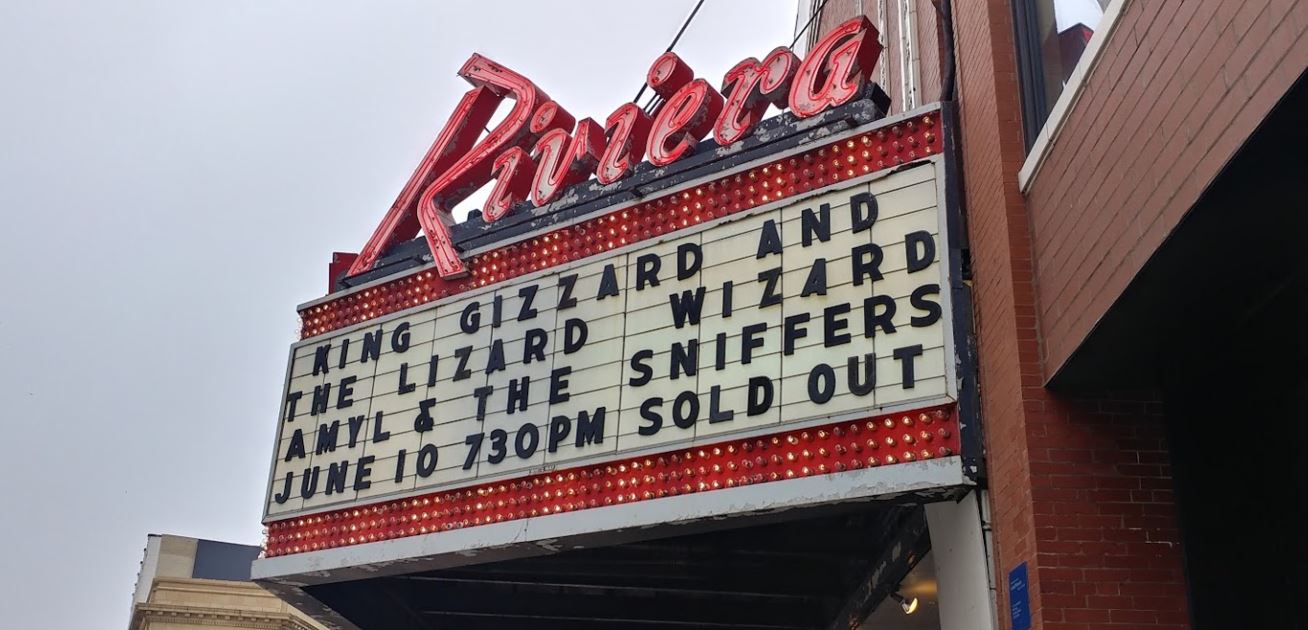 Riviera
KING GIZZARD AND
THE LIZARD WIZARD
AMYL & THE SNIFFERS
JUNE 10 730PM SOLD OUT